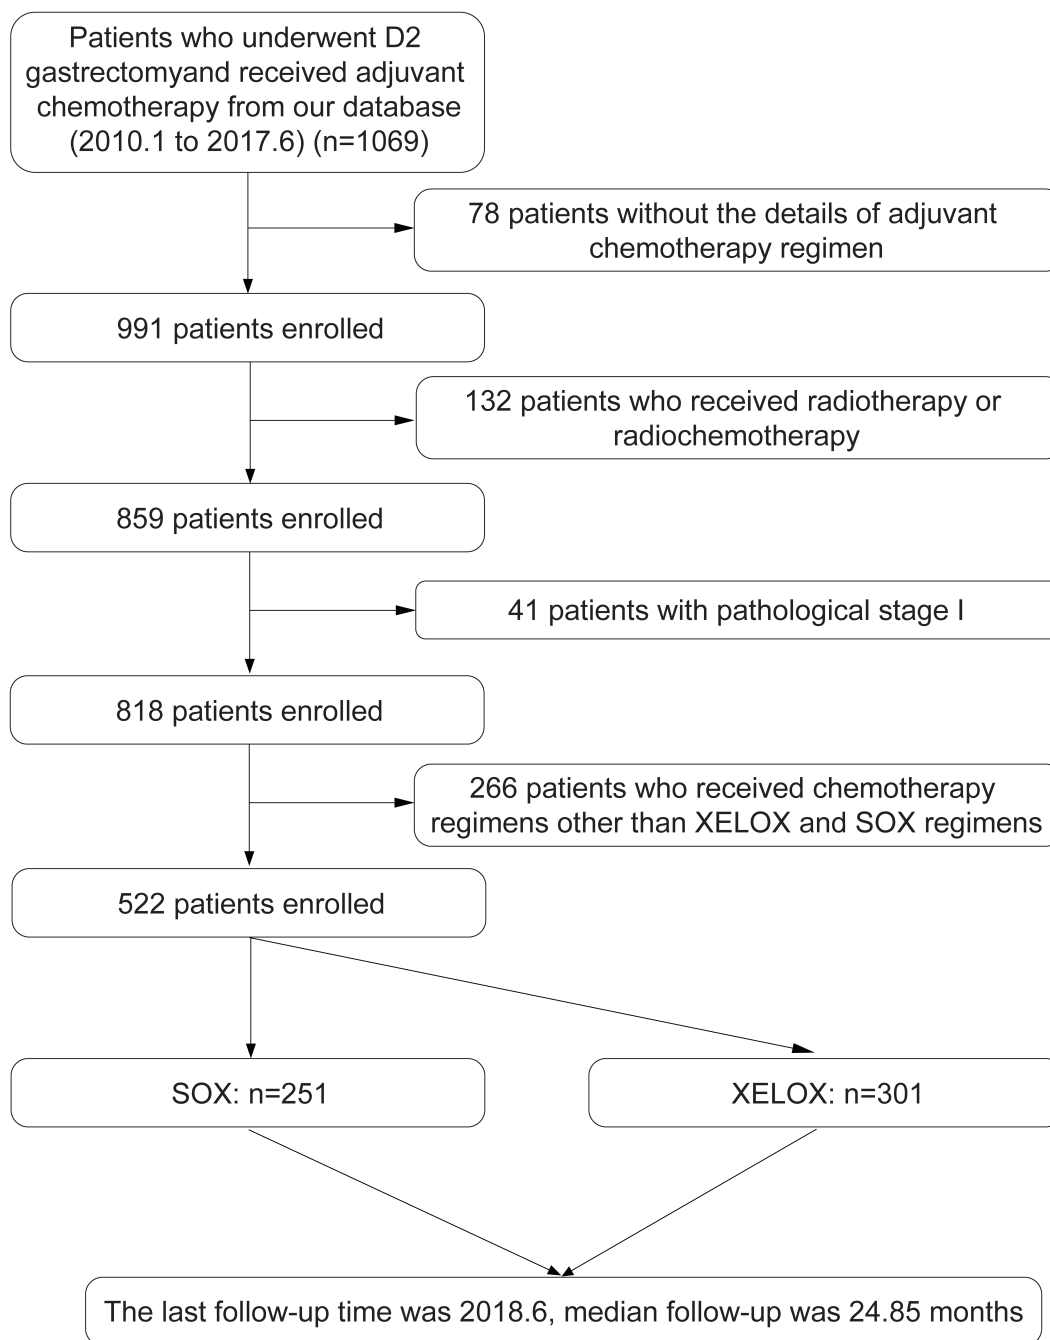 Patients who underwent D2
gastrectomyand received adjuvant
chemotherapy from our database
(2010.1 to 2017.6) (n=1069)
78 patients without the details of adjuvant
chemotherapy regimen
991 patients enrolled
132 patients who received radiotherapy or
radiochemotherapy
859 patients enrolled
41 patients with pathological stage I
818 patients enrolled
266 patients who received chemotherapy
regimens other than XELOX and SOX regimens
522 patients enrolled
SOX: n=251
XELOX: n=301
The last follow-up time was 2018.6, median follow-up was 24.85 months